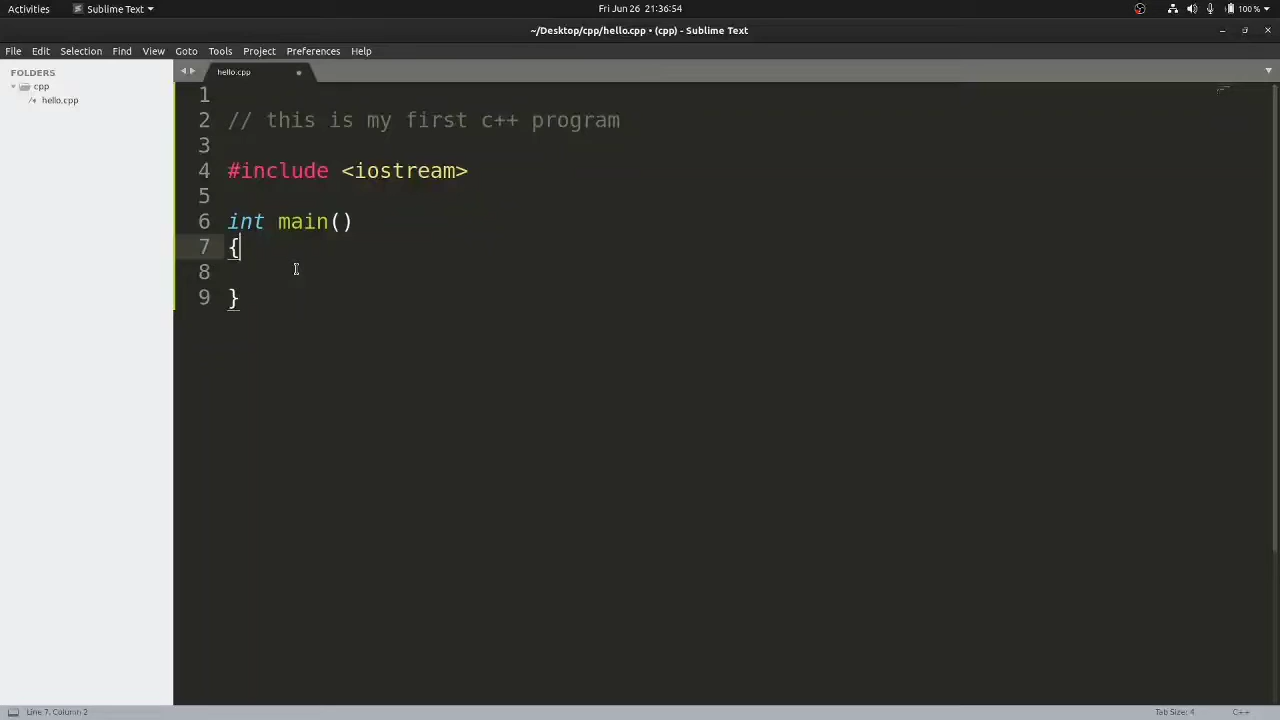 Activities Sublime Text Fri Jun 26 21:36:54 100 %
~/Desktop/cpp/hello.cpp • (cpp) - Sublime Text
File Edit Selection Find View Goto Tools Project Preferences Help
FOLDERS
cpp
hello.cpp
hello.cpp
1
2 // this is my first c++ program
3
4 #include <iostream>
5
6 int main()
7 {
8
9 }
Line 7, Column 2 Tab Size: 4 C++